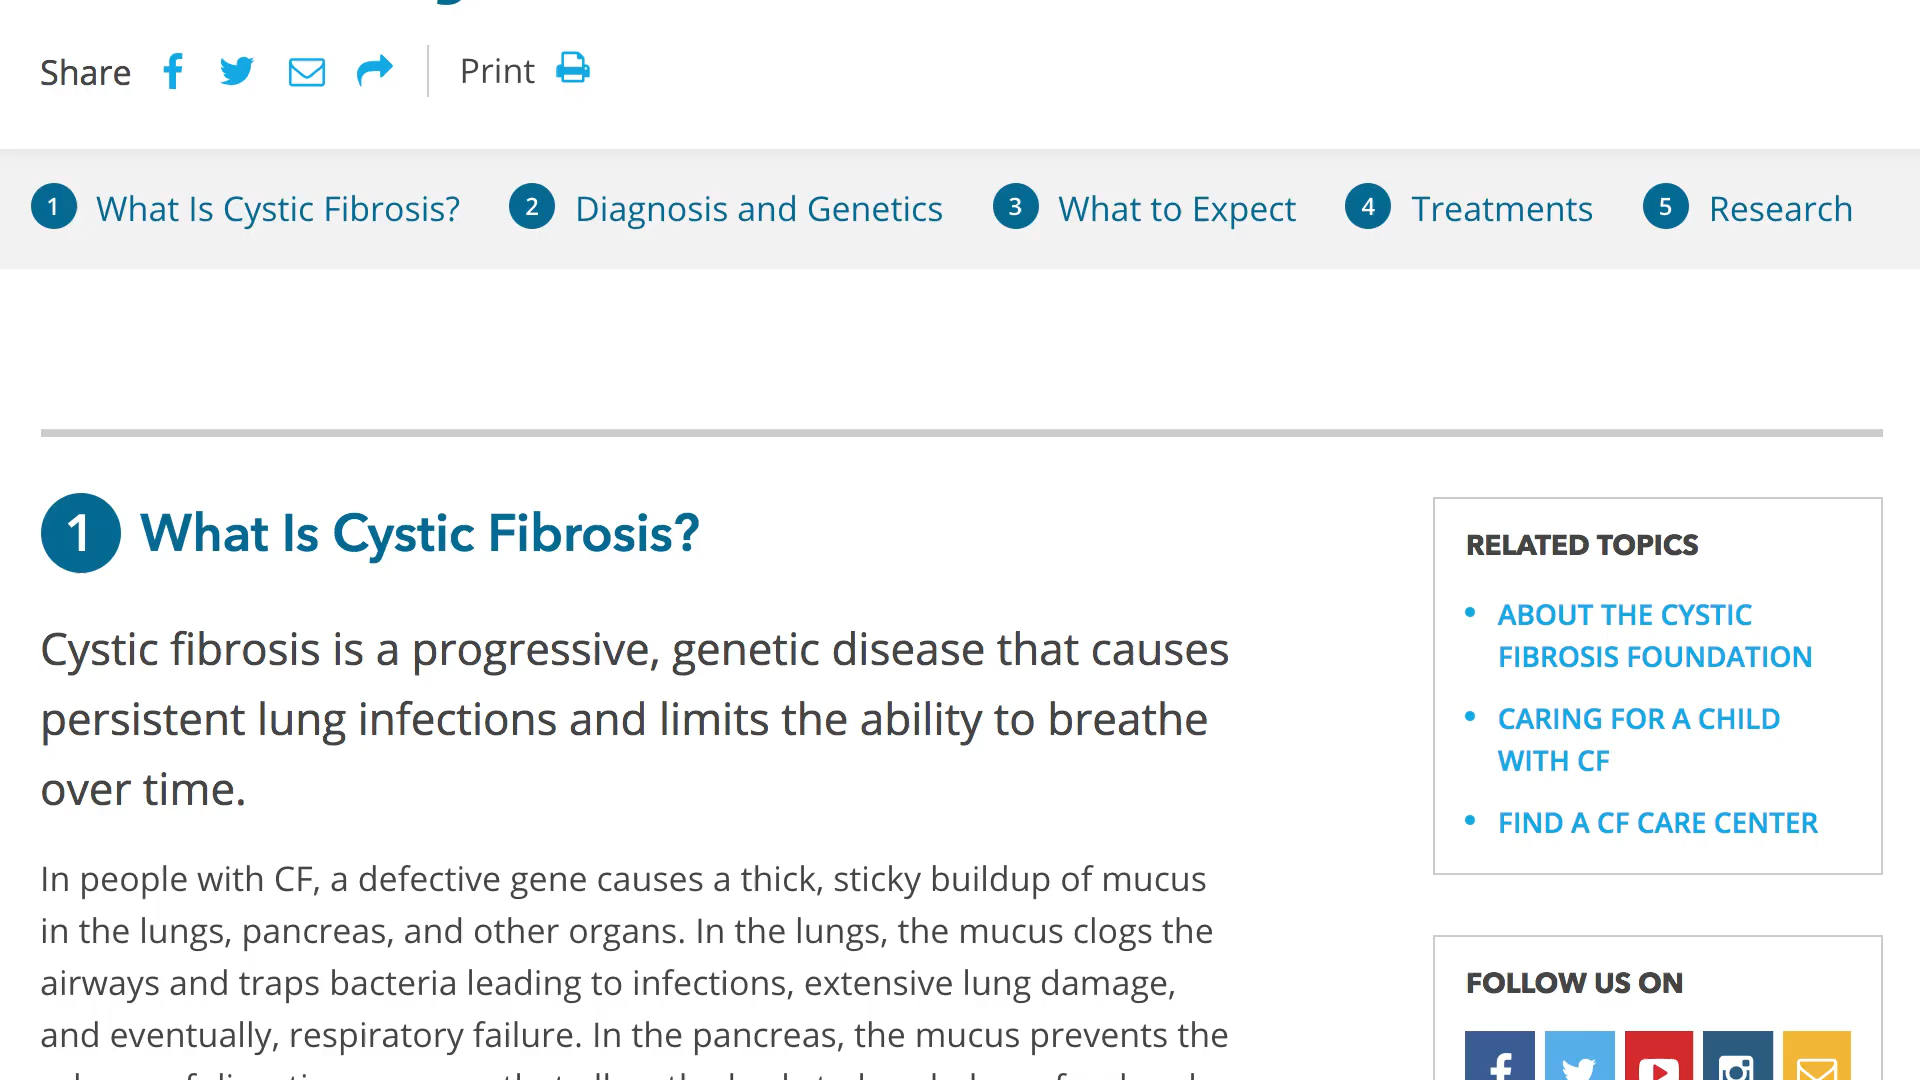 Share
Print
1 What Is Cystic Fibrosis? 2 Diagnosis and Genetics 3 What to Expect 4 Treatments 5 Research
1 What Is Cystic Fibrosis?
Cystic fibrosis is a progressive, genetic disease that causes
persistent lung infections and limits the ability to breathe
over time.
In people with CF, a defective gene causes a thick, sticky buildup of mucus
in the lungs, pancreas, and other organs. In the lungs, the mucus clogs the
airways and traps bacteria leading to infections, extensive lung damage,
and eventually, respiratory failure. In the pancreas, the mucus prevents the
RELATED TOPICS
• ABOUT THE CYSTIC
FIBROSIS FOUNDATION
• CARING FOR A CHILD
WITH CF
• FIND A CF CARE CENTER
FOLLOW US ON